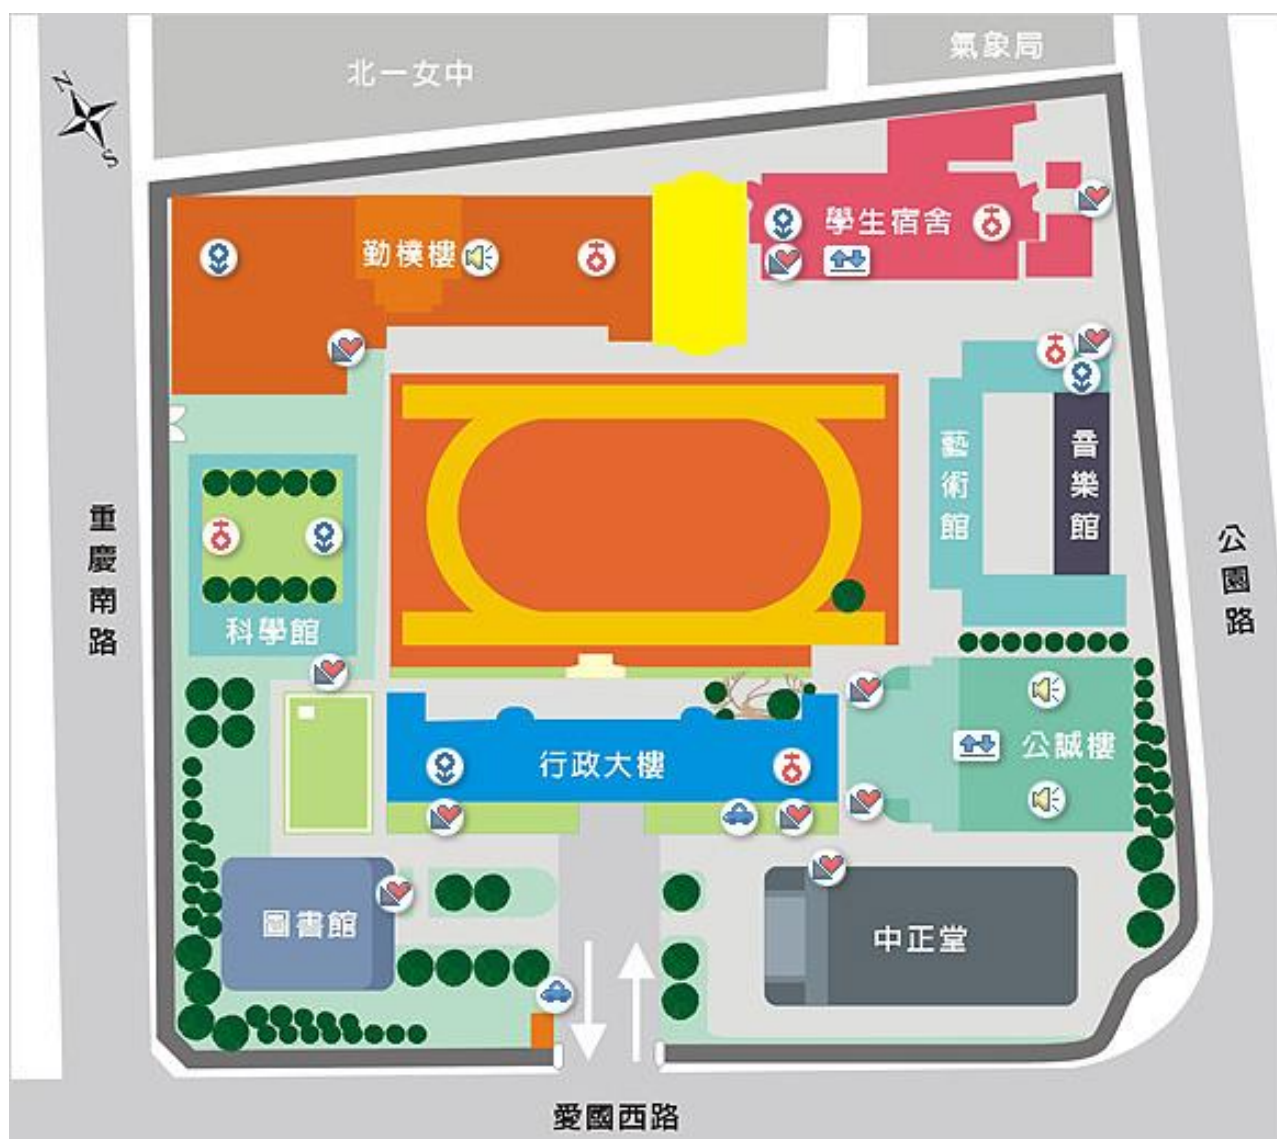 北一女中
氣象局
N
S
學生宿舍
勤樸樓
藝術館
音樂館
重慶南路
公園路
科學館
行政大樓
公誠樓
圖書館
中正堂
愛國西路